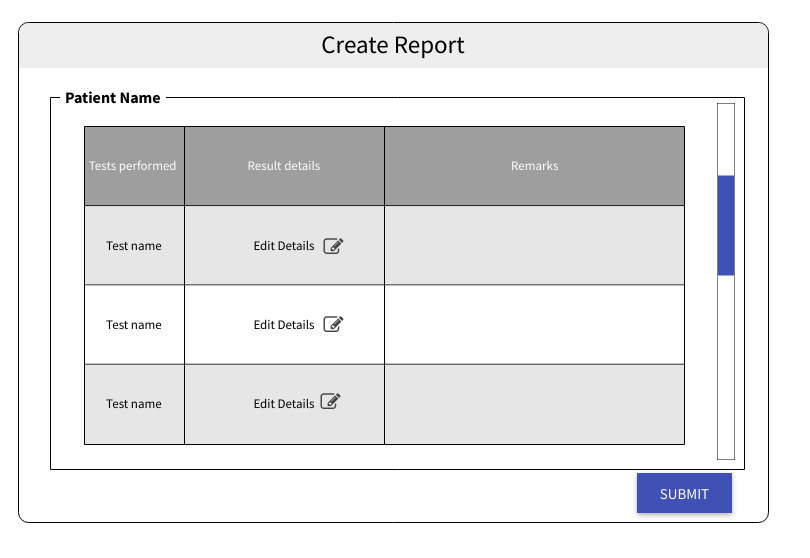 Create Report
Patient Name
Tests performed Result details Remarks
Test name Edit Details
Test name Edit Details
Test name Edit Details
SUBMIT